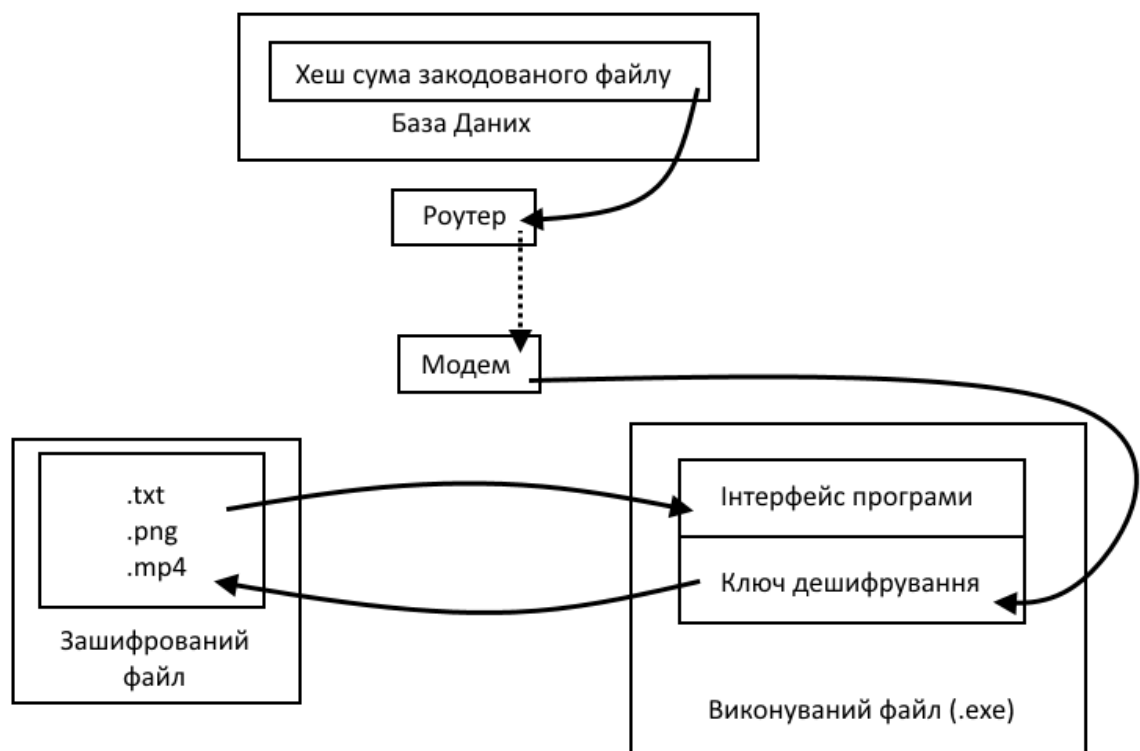 Хеш сума закодованого файлу
База Даних
Роутер
Модем
.txt
.png
.mp4
Зашифрований
файл
Інтерфейс програми
Ключ дешифрування
Виконуваний файл (.exe)